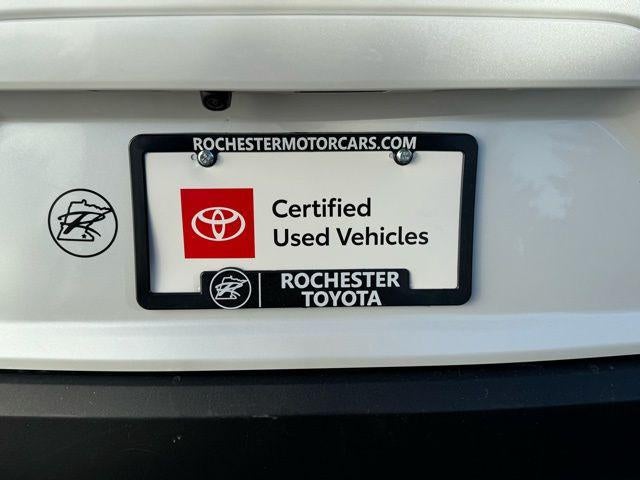 ROCHESTERMOTORCARS.COM
Certified
Used Vehicles
ROCHESTER
TOYOTA